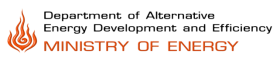 Department of Alternative
Energy Development and Efficiency
MINISTRY OF ENERGY